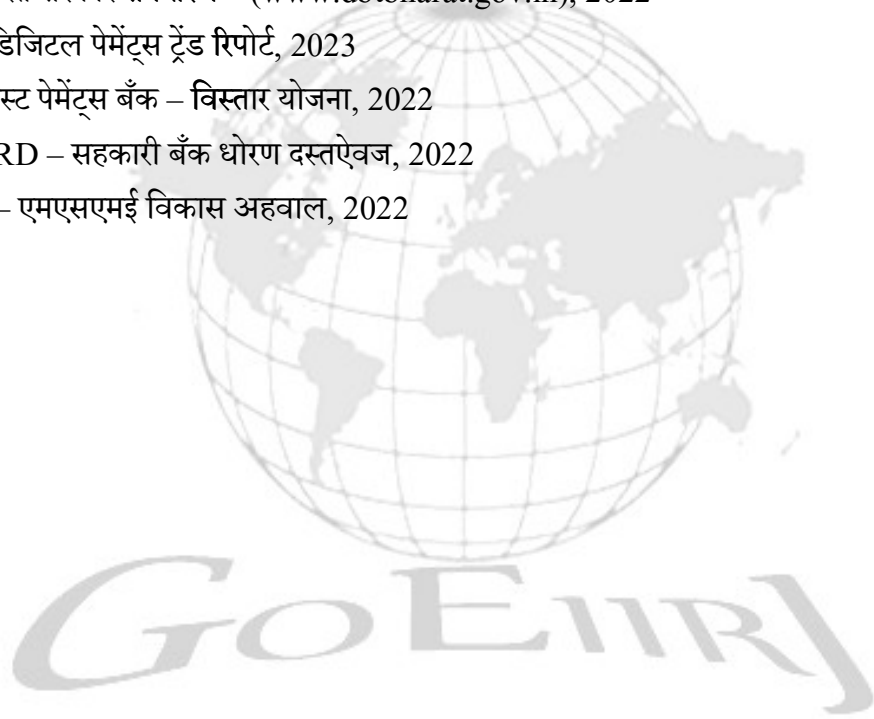 डिजिटल पेमेंट्स ट्रेंड रिपोर्ट, 2023
स्ट पेमेंट्स बँक – विस्तार योजना, 2022
RD – सहकारी बँक धोरण दस्तऐवज, 2022
– एमएसएमई विकास अहवाल, 2022
GOEIIRJ